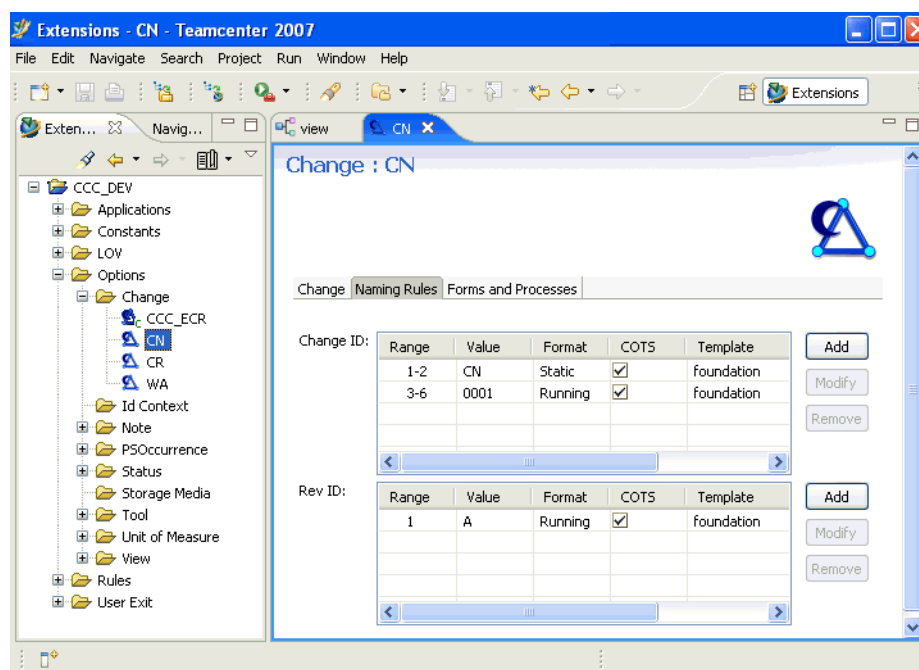 Extensions - CN - Teamcenter 2007
File Edit Navigate Search Project Run Window Help
Extensions
Exten... Navig...
view CN
CCC_DEV
Applications
Constants
LOV
Options
Change
CCC_ECR
CN
CR
WA
Id Context
Note
PSOccurrence
Status
Storage Media
Tool
Unit of Measure
View
Rules
User Exit
Change : CN
Change Naming Rules Forms and Processes
Change ID:
Range Value Format COTS Template
1-2 CN Static foundation
3-6 0001 Running foundation
Add
Modify
Remove
Rev ID:
Range Value Format COTS Template
1 A Running foundation
Add
Modify
Remove